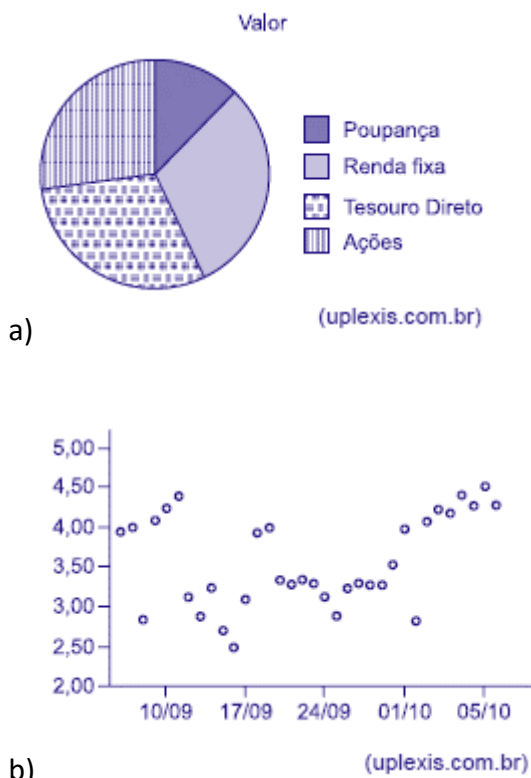 Valor
Poupança
Renda fixa
Tesouro Direto
Ações
(uplexis.com.br)
a)
5,00
4,50
4,00
3,50
3,00
2,50
2,00
10/09 17/09 24/09 01/10 05/10
(uplexis.com.br)
b)